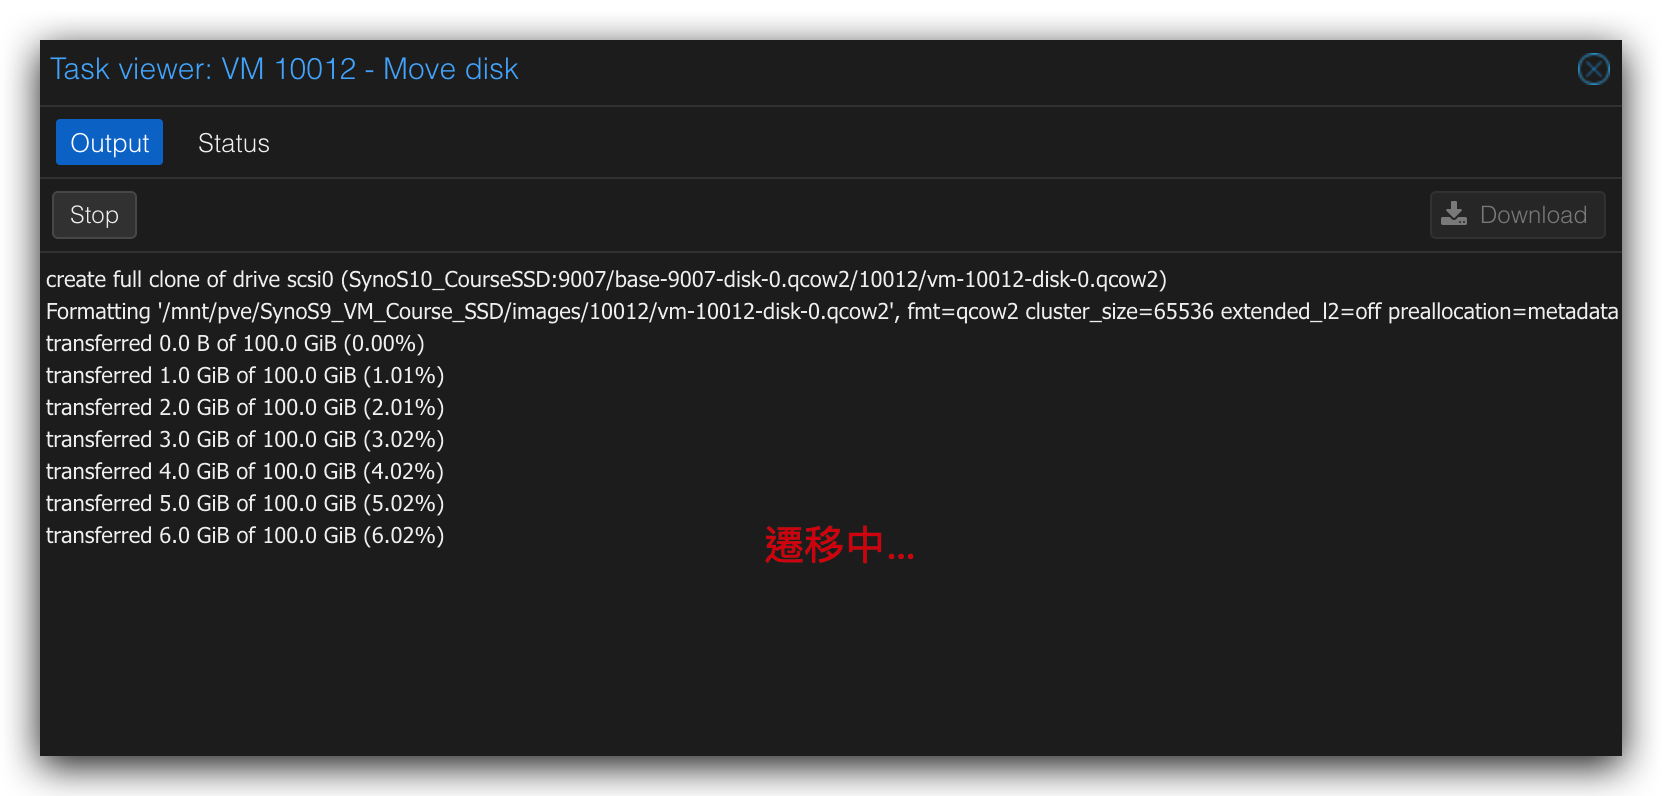 Task viewer: VM 10012 - Move disk
Output Status
Stop Download
create full clone of drive scsi0 (SynoS10_CourseSSD:9007/base-9007-disk-0.qcow2/10012/vm-10012-disk-0.qcow2)
Formatting '/mnt/pve/SynoS9_VM_Course_SSD/images/10012/vm-10012-disk-0.qcow2', fmt=qcow2 cluster_size=65536 extended_l2=off preallocation=metadata
transferred 0.0 B of 100.0 GiB (0.00%)
transferred 1.0 GiB of 100.0 GiB (1.01%)
transferred 2.0 GiB of 100.0 GiB (2.01%)
transferred 3.0 GiB of 100.0 GiB (3.02%)
transferred 4.0 GiB of 100.0 GiB (4.02%)
transferred 5.0 GiB of 100.0 GiB (5.02%)
transferred 6.0 GiB of 100.0 GiB (6.02%)
遷移中...